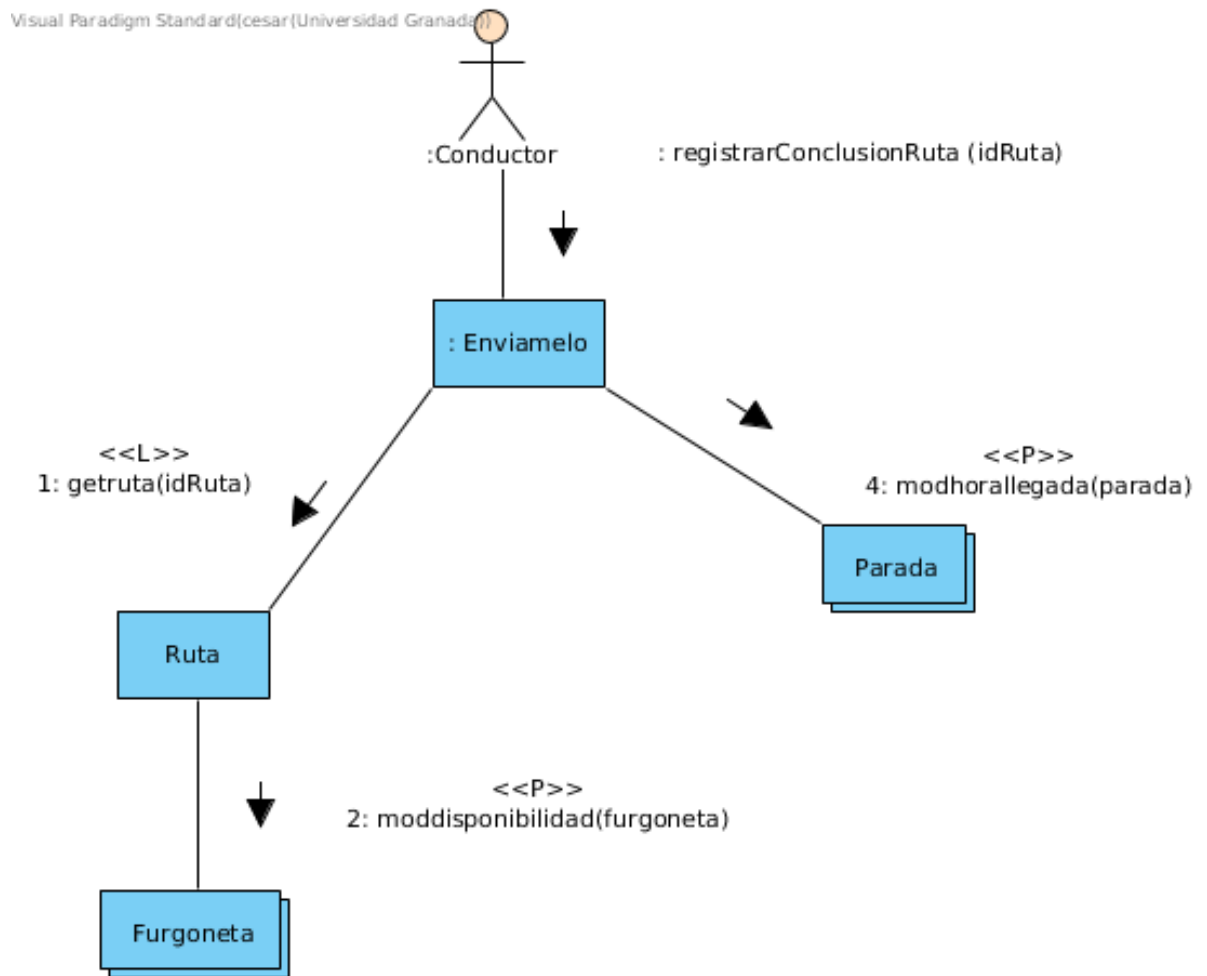 Visual Paradigm Standard(cesar(Universidad Granada))
:Conductor
: registrarConclusionRuta (idRuta)
: Enviamelo
<<L>>
1: getruta(idRuta)
<<P>>
4: modhorallegada(parada)
Parada
Ruta
<<P>>
2: moddisponibilidad(furgoneta)
Furgoneta